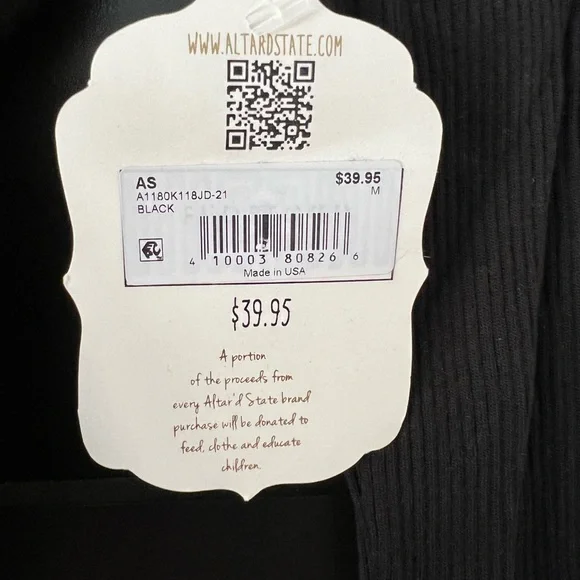 WWW.ALTARDSTATE.COM
AS $39.95
A1180K118JD-21 M
BLACK
4 10003 80826 6
Made in USA
$39.95
A portion
of the proceeds from
every Altar'd State brand
purchase will be donated to
feed, clothe and educate
children.